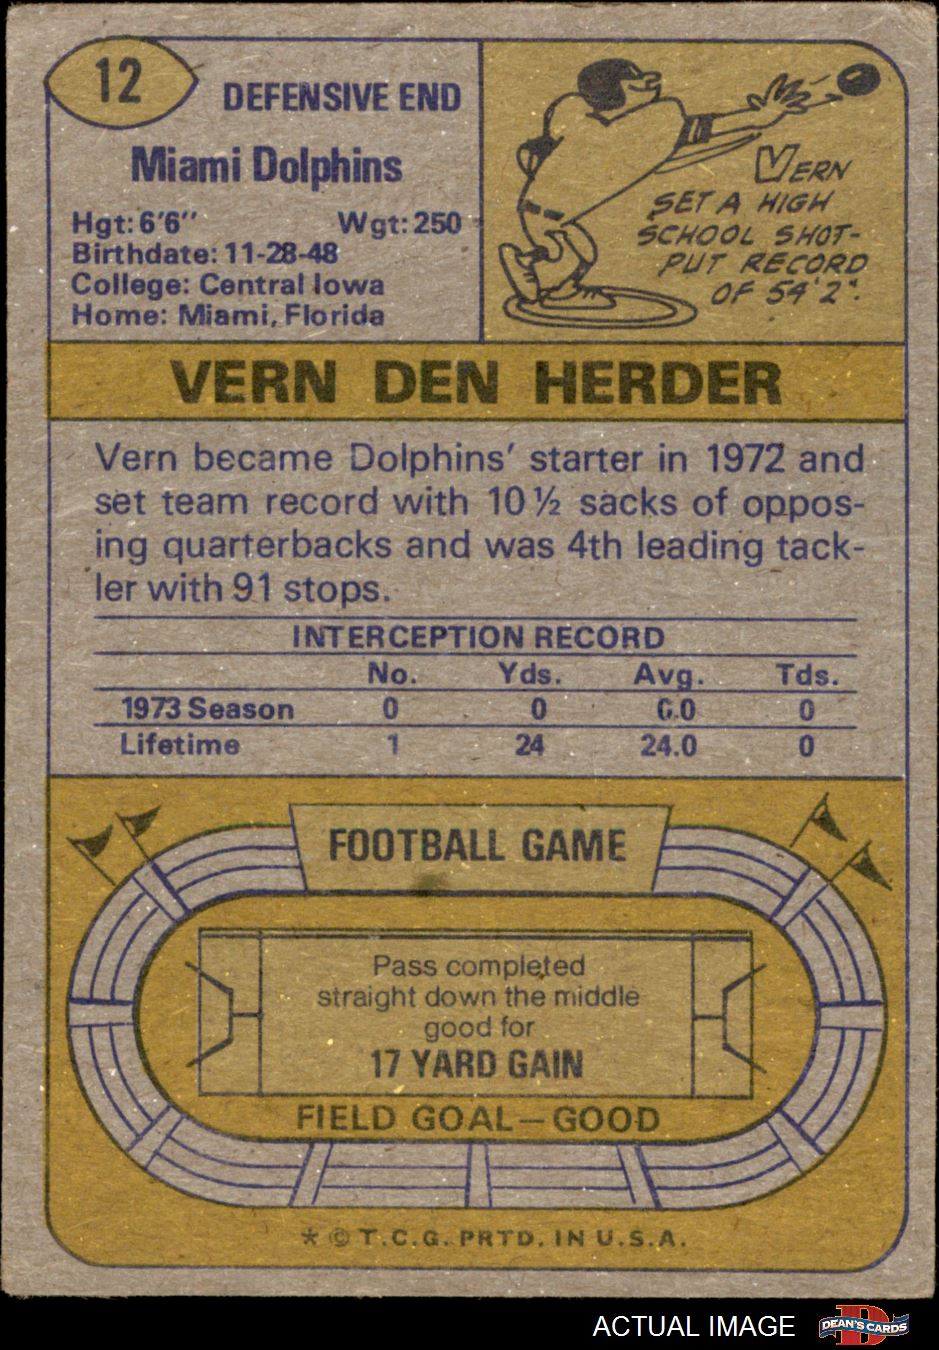 12
DEFENSIVE END
Miami Dolphins
Hgt: 6'6" Wgt: 250
Birthdate: 11-28-48
College: Central Iowa
Home: Miami, Florida
VERN
SET A HIGH
SCHOOL SHOT-
PUT RECORD
OF 54'2".
VERN DEN HERDER
Vern became Dolphins' starter in 1972 and
set team record with 10 ½ sacks of oppos-
ing quarterbacks and was 4th leading tack-
ler with 91 stops.
INTERCEPTION RECORD
No. Yds. Avg. Tds.
1973 Season 0 0 0.0 0
Lifetime 1 24 24.0 0
FOOTBALL GAME
Pass completed
straight down the middle
good for
17 YARD GAIN
FIELD GOAL—GOOD
* © T.C.G. PRTD. IN U.S.A.
ACTUAL IMAGE
D
DEAN'S CARDS